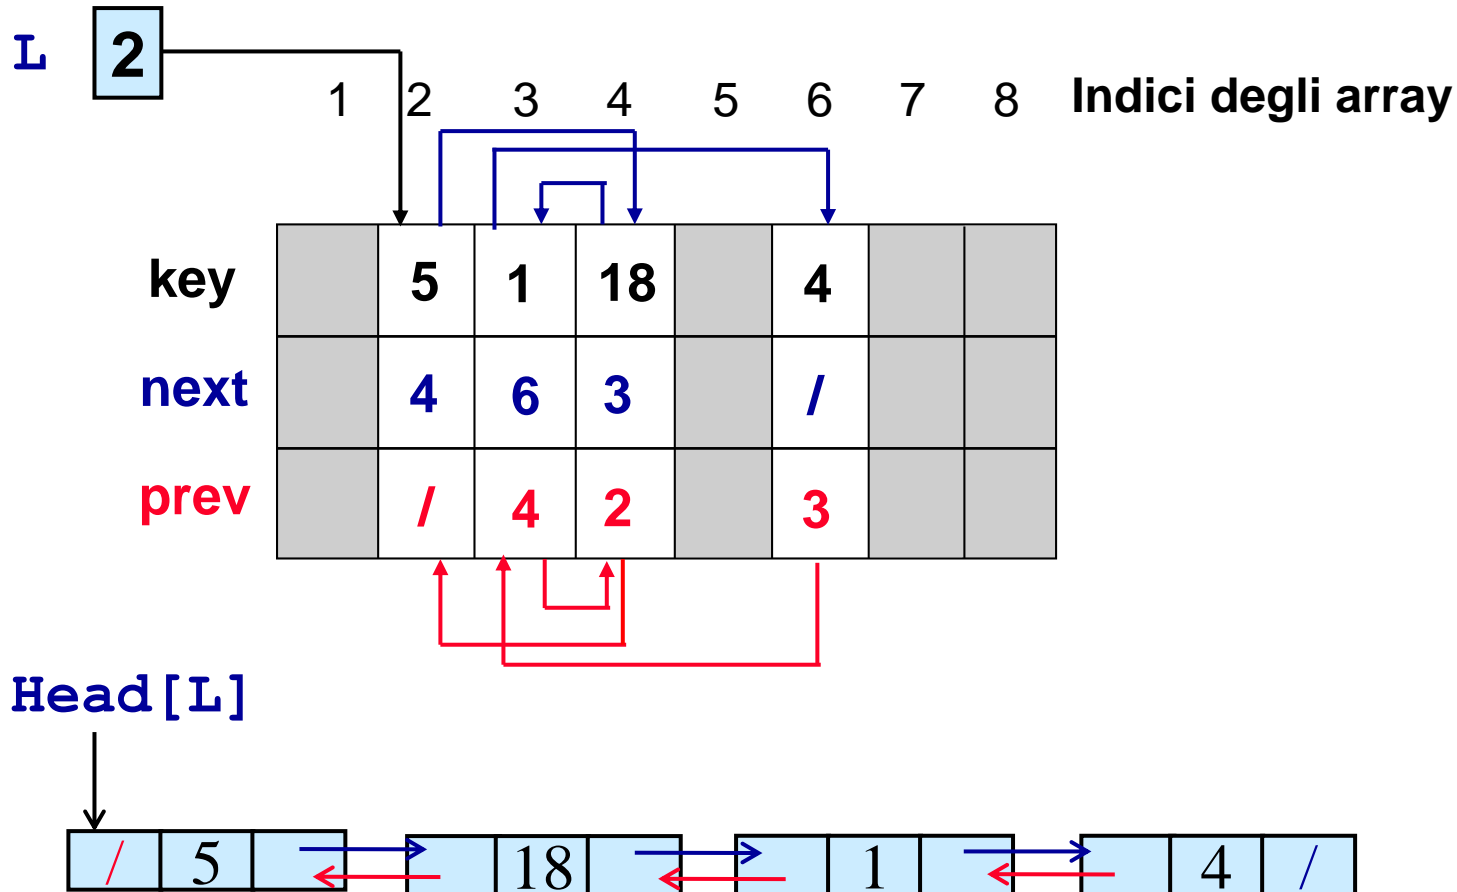 L 2
1 2 3 4 5 6 7 8 Indici degli array
key 5 1 18 4
next 4 6 3 /
prev / 4 2 3
Head[L]
/ 5 18 1 4 /